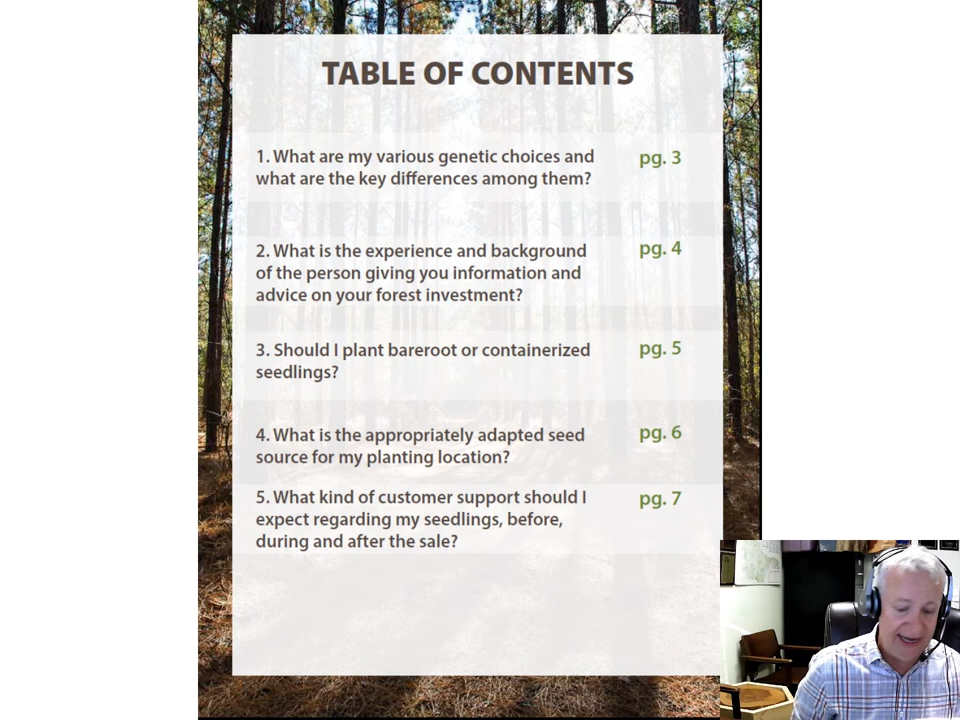 TABLE OF CONTENTS
1. What are my various genetic choices and
what are the key differences among them?
pg. 3
2. What is the experience and background
of the person giving you information and
advice on your forest investment?
pg. 4
3. Should I plant bareroot or containerized
seedlings?
pg. 5
4. What is the appropriately adapted seed
source for my planting location?
pg. 6
5. What kind of customer support should I
expect regarding my seedlings, before,
during and after the sale?
pg. 7